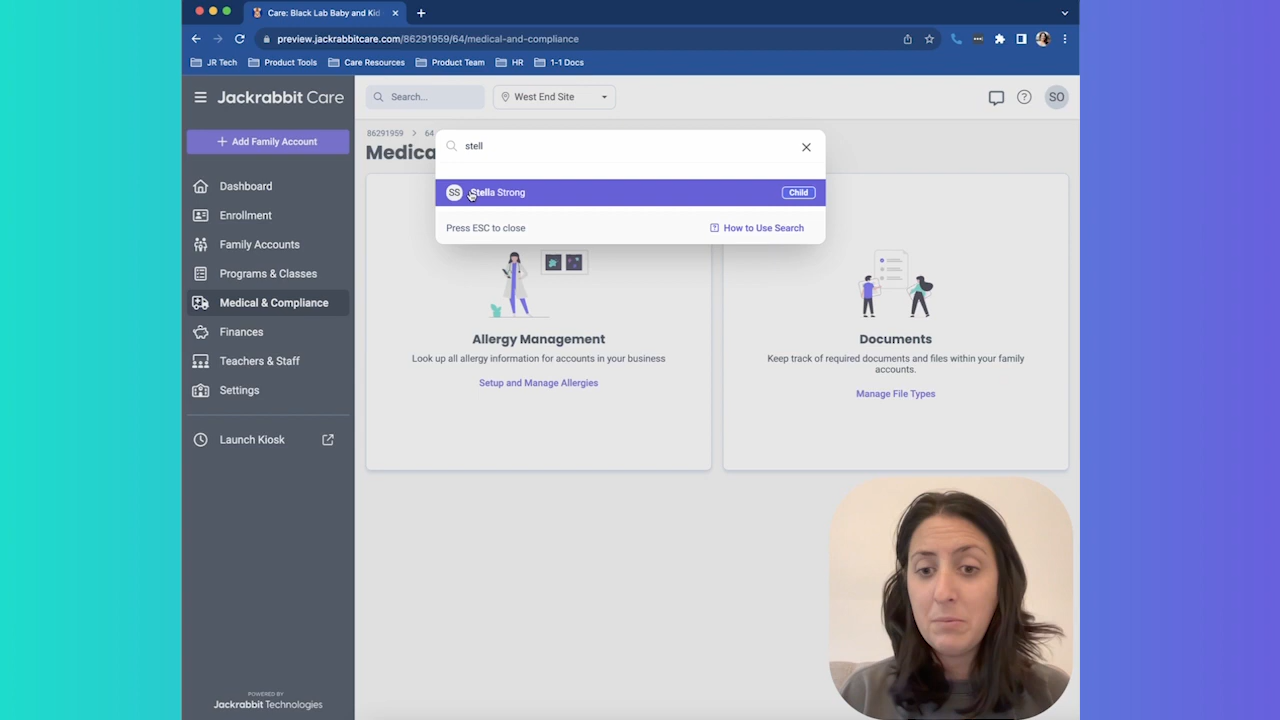 Care: Black Lab Baby and Kid
preview.jackrabbitcare.com/86291959/64/medical-and-compliance
JR Tech
Product Tools
Care Resources
Product Team
HR
1-1 Docs
Jackrabbit Care
Search...
West End Site
SO
Add Family Account
86291959 > 64
Medica
stell
SS Stella Strong
Child
Press ESC to close
How to Use Search
Dashboard
Enrollment
Family Accounts
Programs & Classes
Medical & Compliance
Finances
Teachers & Staff
Settings
Launch Kiosk
Allergy Management
Look up all allergy information for accounts in your business
Setup and Manage Allergies
Documents
Keep track of required documents and files within your family
accounts.
Manage File Types
POWERED BY
Jackrabbit Technologies